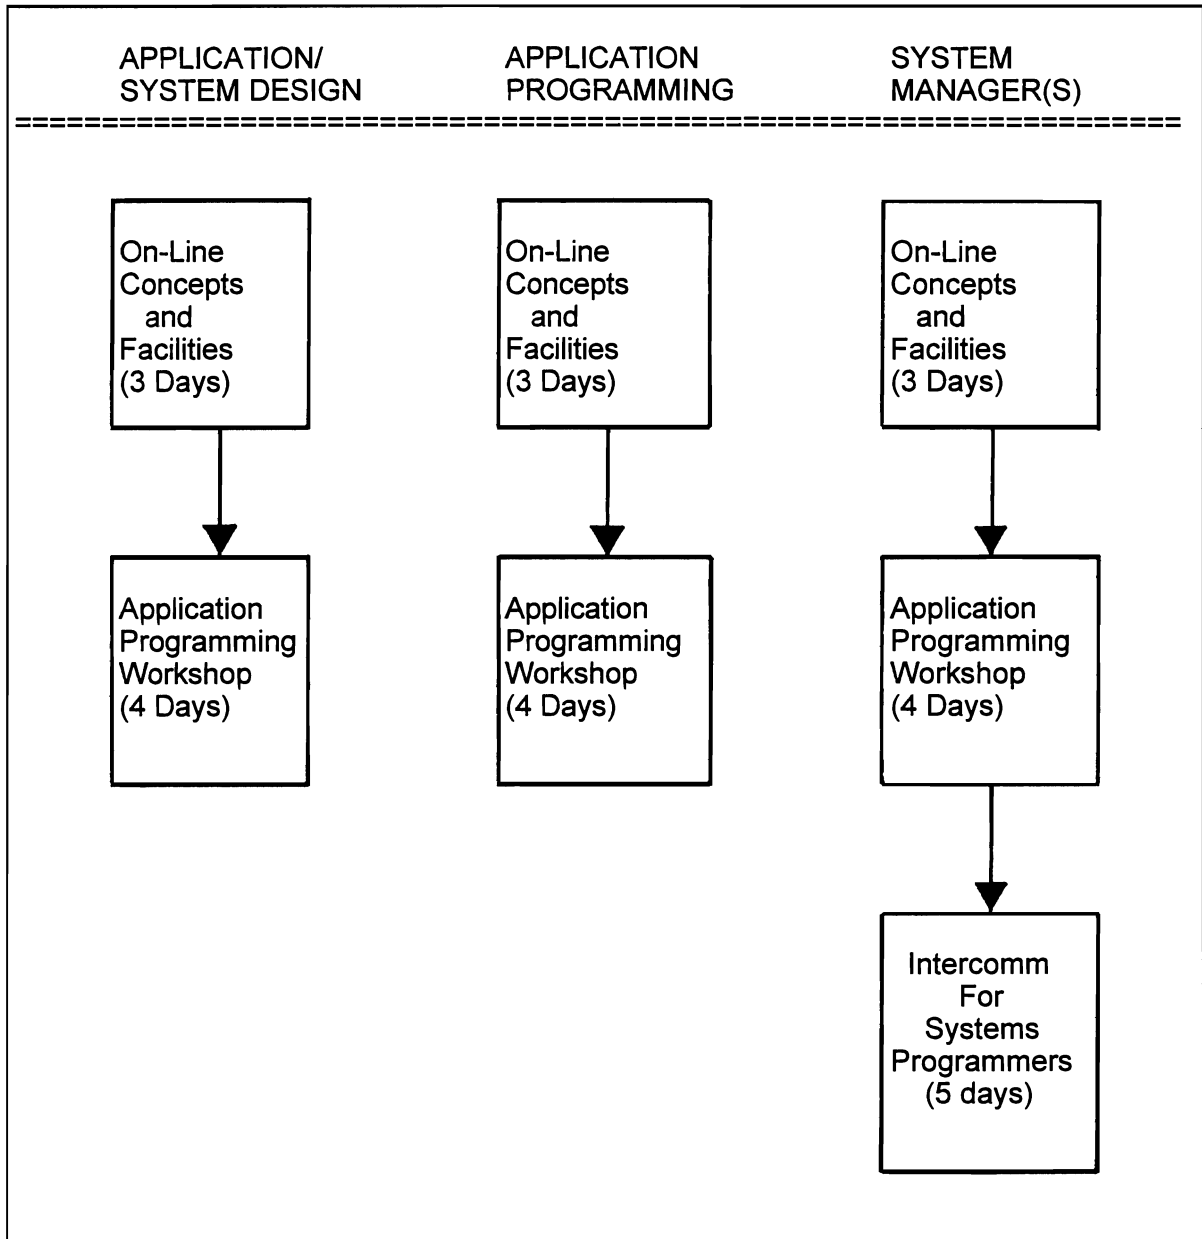 APPLICATION/
SYSTEM DESIGN
APPLICATION
PROGRAMMING
SYSTEM
MANAGER(S)
On-Line
Concepts
and
Facilities
(3 Days)
On-Line
Concepts
and
Facilities
(3 Days)
On-Line
Concepts
and
Facilities
(3 Days)
Application
Programming
Workshop
(4 Days)
Application
Programming
Workshop
(4 Days)
Application
Programming
Workshop
(4 Days)
Intercomm
For
Systems
Programmers
(5 days)